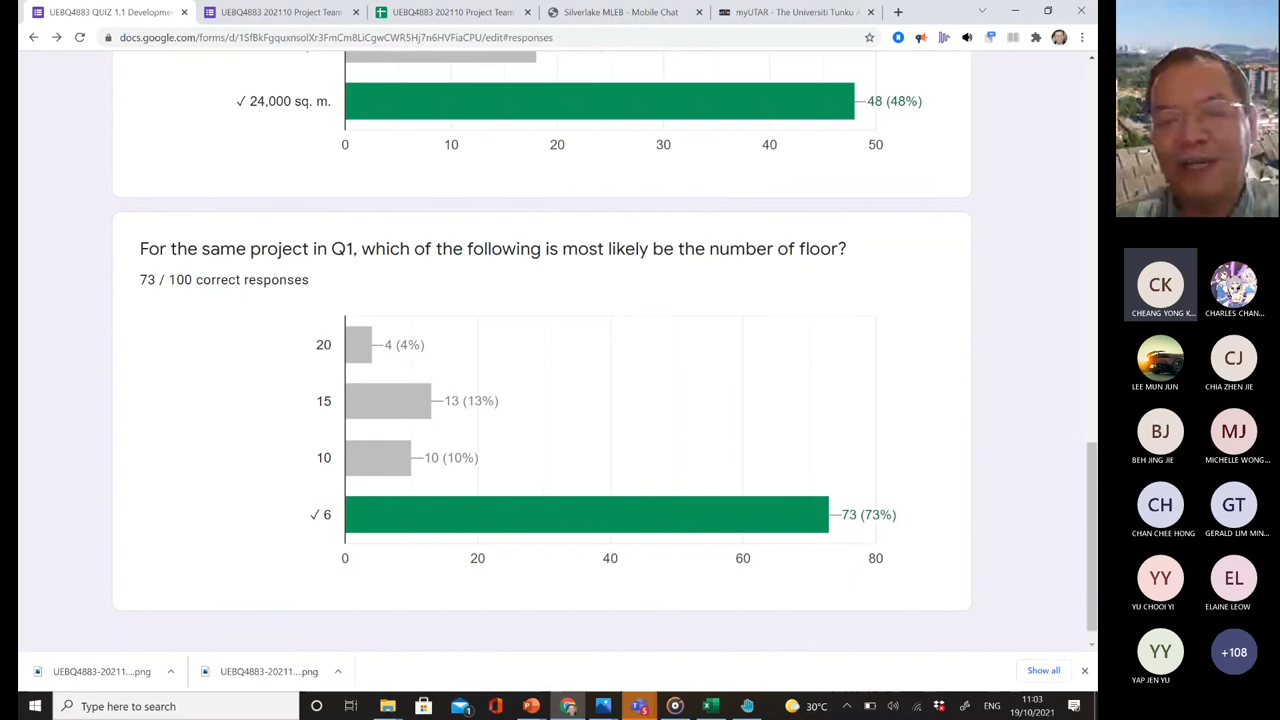 UEBQ4883 QUIZ 1.1 Developmen
UEBQ4883 202110 Project Team
UEBQ4883 202110 Project Team
Silverlake MLEB - Mobile Chat
myUTAR - The Universiti Tunku A
docs.google.com/forms/d/1SfBkFgquxnsolXr3FmCm8LiCgwCWR5Hj7n6HVFiaCPU/edit#responses
✓ 24,000 sq. m.
48 (48%)
0 10 20 30 40 50
For the same project in Q1, which of the following is most likely be the number of floor?
73 / 100 correct responses
20
4 (4%)
15
13 (13%)
10
10 (10%)
✓ 6
73 (73%)
0 20 40 60 80
UEBQ4883-20211....png
UEBQ4883-20211....png
Show all
Type here to search
1
5
30°C
ENG
11:03
19/10/2021
CK
CHEANG YONG K...
CHARLES CHAN...
LEE MUN JUN
CJ
CHIA ZHEN JIE
BJ
BEH JING JIE
MJ
MICHELLE WONG...
CH
CHAN CHEE HONG
GT
GERALD LIM MIN...
YY
YU CHOOI YI
EL
ELAINE LEOW
YY
YAP JEN YU
+108